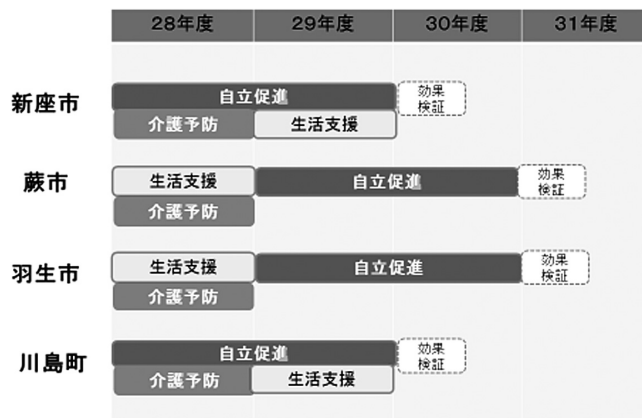 28年度 29年度 30年度 31年度
新座市
自立促進
効果
検証
介護予防 生活支援
蕨市
生活支援 自立促進
効果
検証
介護予防
羽生市
生活支援 自立促進
効果
検証
介護予防
川島町
自立促進
効果
検証
介護予防 生活支援